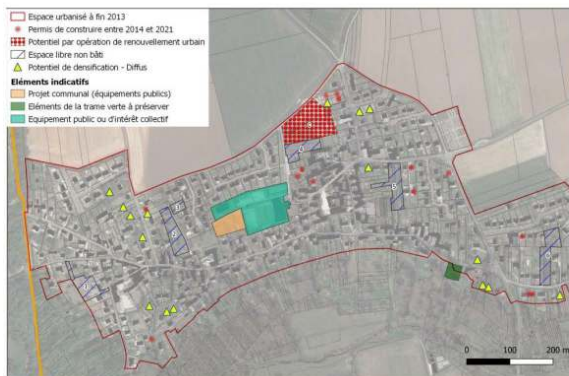 Espace urbanisé à fin 2013
Permis de construire entre 2014 et 2021
Potentiel par opération de renouvellement urbain
Espace libre non bâti
Potentiel de densification - Diffus
Eléments indicatifs
Projet communal (équipements publics)
Eléments de la trame verte à préserver
Equipement public ou d'intérêt collectif
5
2
0 100 200 m